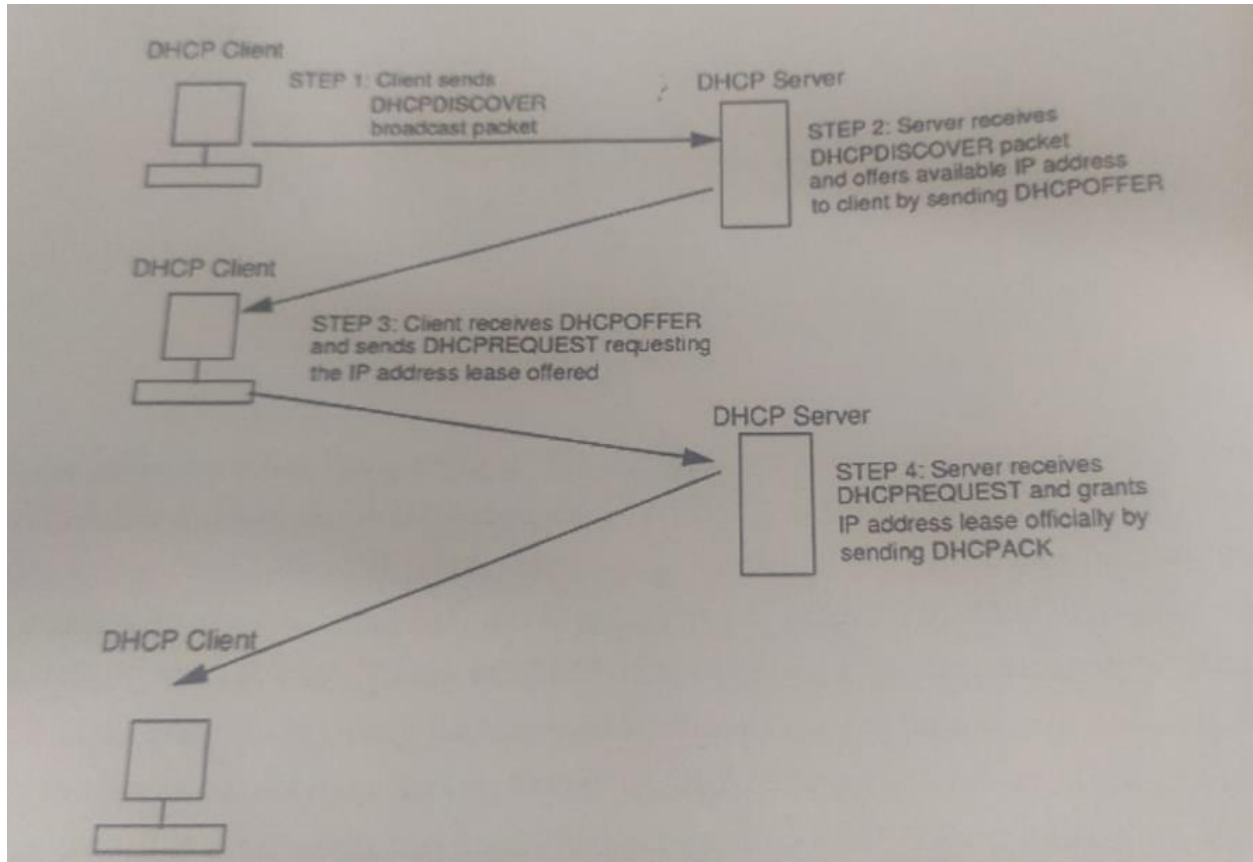 DHCP Client
STEP 1: Client sends
DHCPDISCOVER
broadcast packet
DHCP Server
STEP 2: Server receives
DHCPDISCOVER packet
and offers available IP address
to client by sending DHCPOFFER
DHCP Client
STEP 3: Client receives DHCPOFFER
and sends DHCPREQUEST requesting
the IP address lease offered
DHCP Server
STEP 4: Server receives
DHCPREQUEST and grants
IP address lease officially by
sending DHCPACK
DHCP Client